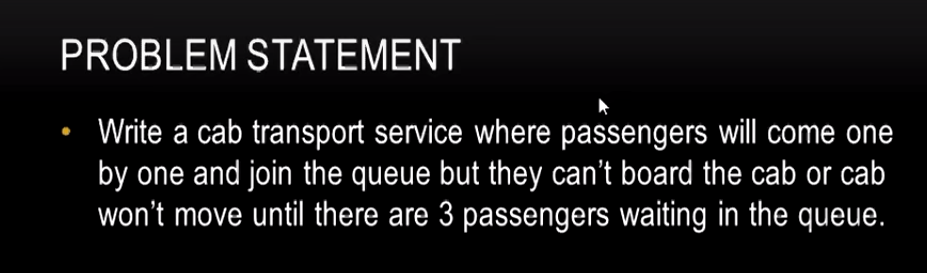 PROBLEM STATEMENT
• Write a cab transport service where passengers will come one
by one and join the queue but they can't board the cab or cab
won't move until there are 3 passengers waiting in the queue.